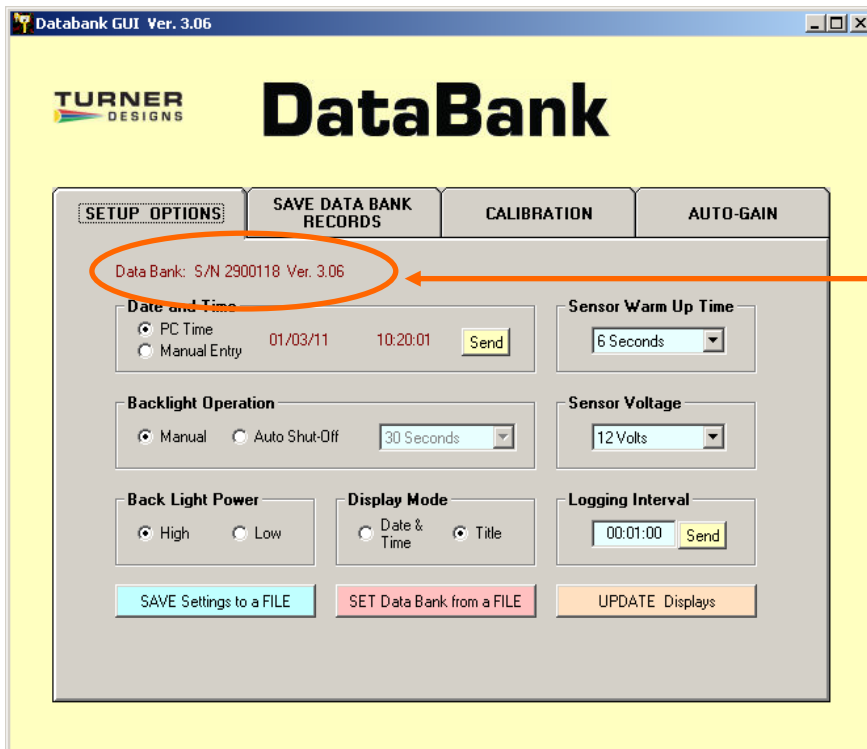 Databank GUI Ver. 3.06
TURNER
DESIGNS
DataBank
SETUP OPTIONS
SAVE DATA BANK
RECORDS
CALIBRATION
AUTO-GAIN
Data Bank: S/N 2900118 Ver. 3.06
Date and Time
PC Time
Manual Entry
01/03/11
10:20:01
Send
Sensor Warm Up Time
6 Seconds
Backlight Operation
Manual
Auto Shut-Off
30 Seconds
Sensor Voltage
12 Volts
Back Light Power
High
Low
Display Mode
Date &
Time
Title
Logging Interval
00:01:00
Send
SAVE Settings to a FILE
SET Data Bank from a FILE
UPDATE Displays